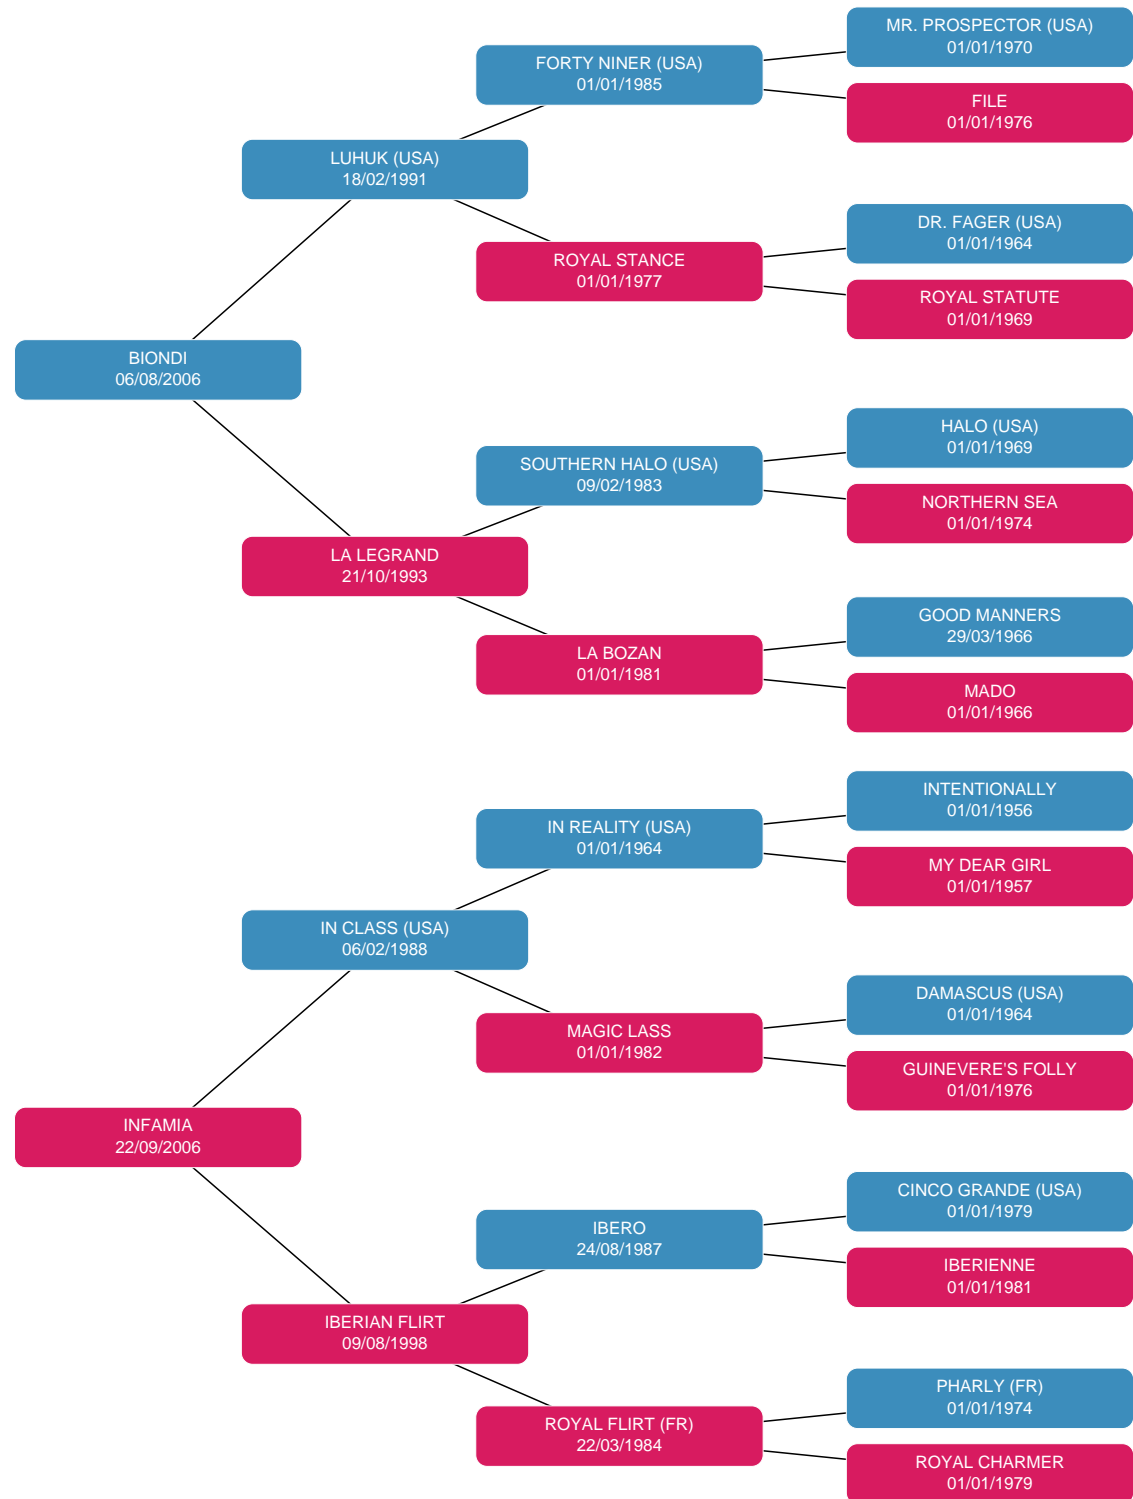 MR. PROSPECTOR (USA)
01/01/1970
FORTY NINER (USA)
01/01/1985
FILE
01/01/1976
LUHUK (USA)
18/02/1991
DR. FAGER (USA)
01/01/1964
ROYAL STANCE
01/01/1977
ROYAL STATUTE
01/01/1969
BIONDI
06/08/2006
HALO (USA)
01/01/1969
SOUTHERN HALO (USA)
09/02/1983
NORTHERN SEA
01/01/1974
LA LEGRAND
21/10/1993
GOOD MANNERS
29/03/1966
LA BOZAN
01/01/1981
MADO
01/01/1966
INTENTIONALLY
01/01/1956
IN REALITY (USA)
01/01/1964
MY DEAR GIRL
01/01/1957
IN CLASS (USA)
06/02/1988
DAMASCUS (USA)
01/01/1964
MAGIC LASS
01/01/1982
GUINEVERE'S FOLLY
01/01/1976
INFAMIA
22/09/2006
CINCO GRANDE (USA)
01/01/1979
IBERO
24/08/1987
IBERIENNE
01/01/1981
IBERIAN FLIRT
09/08/1998
PHARLY (FR)
01/01/1974
ROYAL FLIRT (FR)
22/03/1984
ROYAL CHARMER
01/01/1979